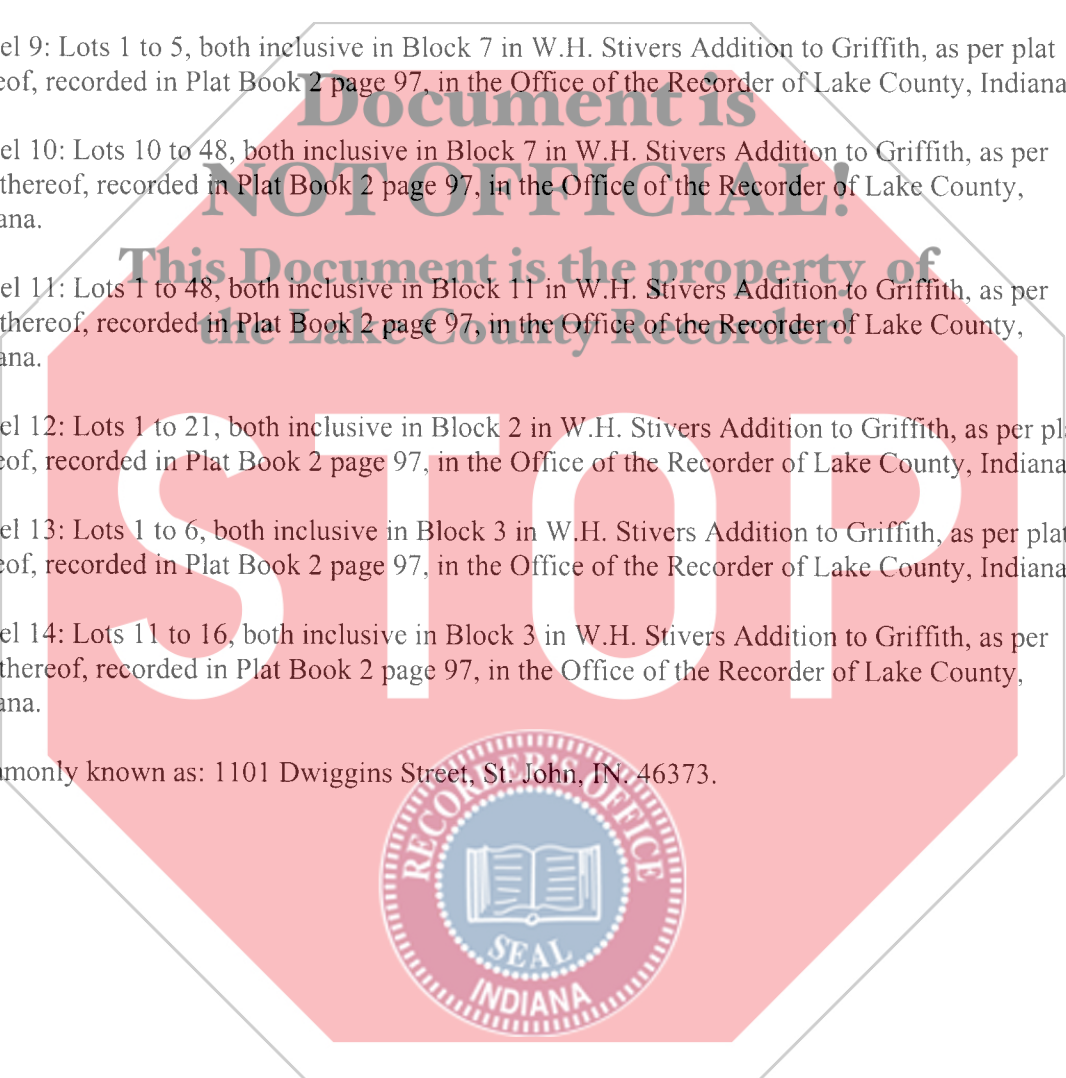 el 9: Lots 1 to 5, both inclusive in Block 7 in W.H. Stivers Addition to Griffith, as per plat
eof, recorded in Plat Book 2 page 97, in the Office of the Recorder of Lake County, Indiana
Document is
el 10: Lots 10 to 48, both inclusive in Block 7 in W.H. Stivers Addition to Griffith, as per
thereof, recorded in Plat Book 2 page 97, in the Office of the Recorder of Lake County,
NOT OFFICIAL!
ana.
This Document is the property of
el 11: Lots 1 to 48, both inclusive in Block 11 in W.H. Stivers Addition to Griffith, as per
thereof, recorded in Plat Book 2 page 97, in the Office of the Recorder of Lake County,
the Lake County Recorder!
ana.
el 12: Lots 1 to 21, both inclusive in Block 2 in W.H. Stivers Addition to Griffith, as per pl
eof, recorded in Plat Book 2 page 97, in the Office of the Recorder of Lake County, Indiana
STOP
el 13: Lots 1 to 6, both inclusive in Block 3 in W.H. Stivers Addition to Griffith, as per plat
eof, recorded in Plat Book 2 page 97, in the Office of the Recorder of Lake County, Indiana
el 14: Lots 11 to 16, both inclusive in Block 3 in W.H. Stivers Addition to Griffith, as per
thereof, recorded in Plat Book 2 page 97, in the Office of the Recorder of Lake County,
ana.
mmonly known as: 1101 Dwiggins Street, St. John, IN. 46373.
RECORDER'S OFFICE
SEAL
INDIANA